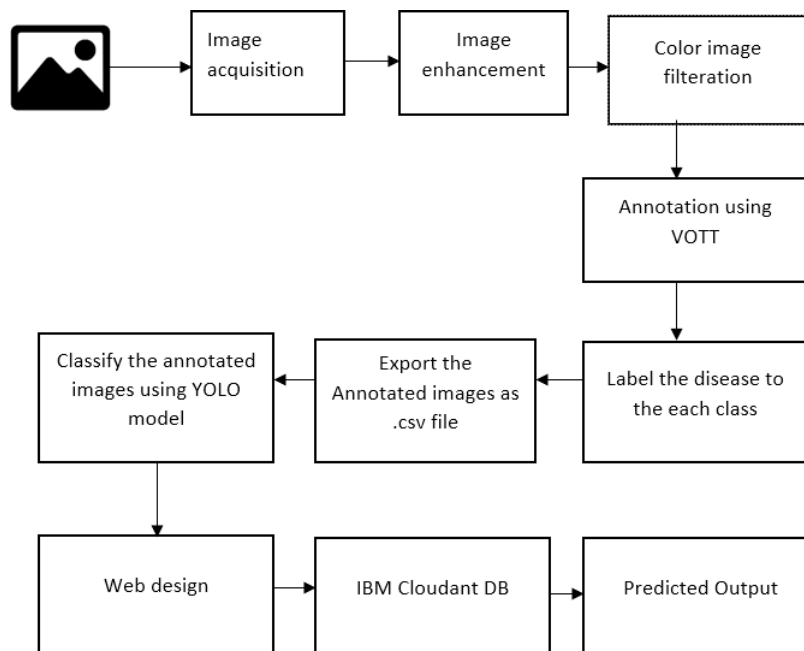 Image
acquisition
Image
enhancement
Color image
filteration
Annotation using
VOTT
Label the disease to
the each class
Export the
Annotated images as
.csv file
Classify the annotated
images using YOLO
model
Web design
IBM Cloudant DB
Predicted Output